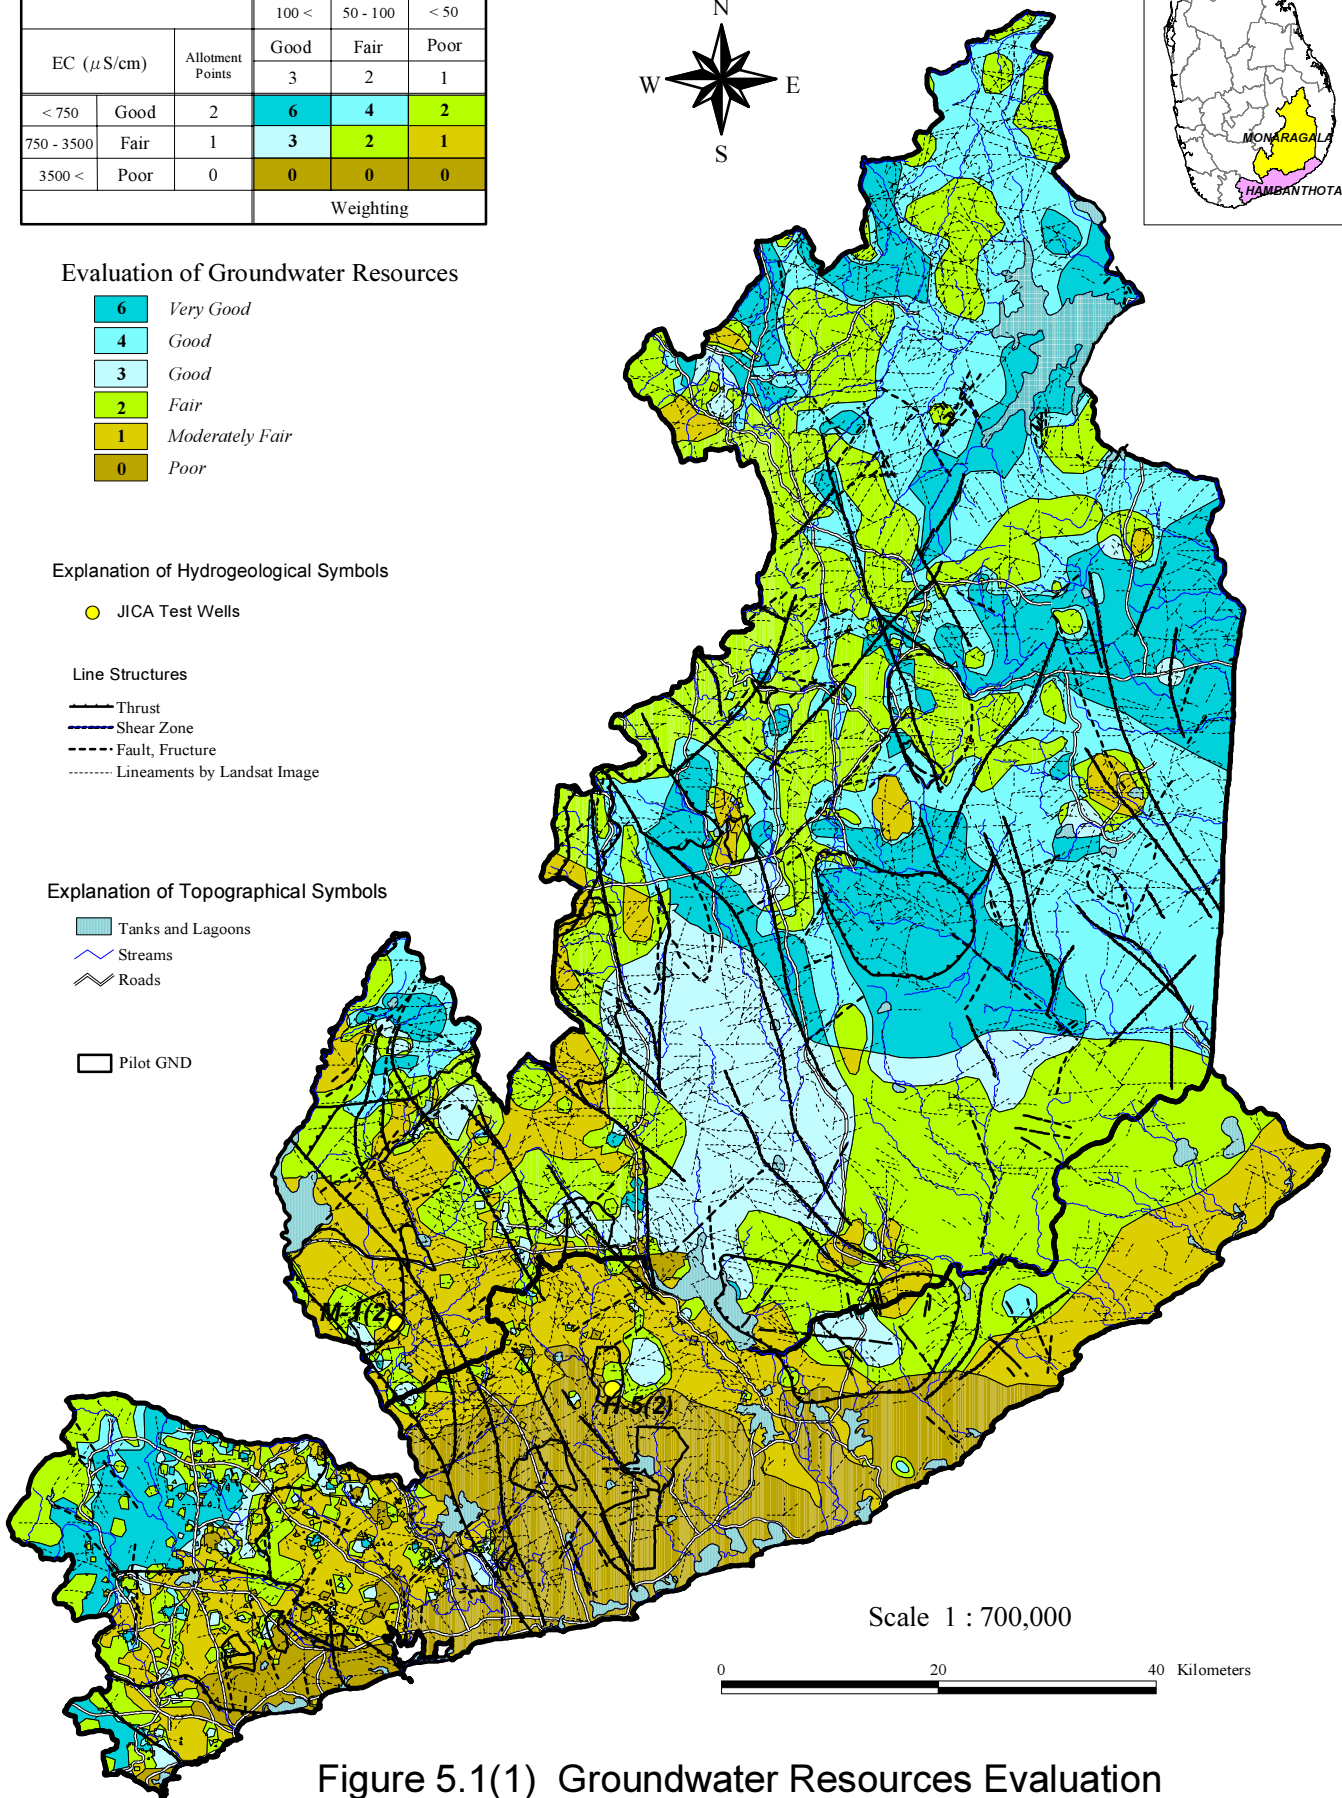 100 < 50 - 100 < 50
EC (μ S/cm) Allotment Points Good Fair Poor
3 2 1
< 750 Good 2 6 4 2
750 - 3500 Fair 1 3 2 1
3500 < Poor 0 0 0 0
Weighting
N
W E
S
MONARAGALA
HAMBANTHOTA
Evaluation of Groundwater Resources
6 Very Good
4 Good
3 Good
2 Fair
1 Moderately Fair
0 Poor
Explanation of Hydrogeological Symbols
JICA Test Wells
Line Structures
Thrust
Shear Zone
Fault, Fructure
Lineaments by Landsat Image
Explanation of Topographical Symbols
Tanks and Lagoons
Streams
Roads
Pilot GND
M-1(2)
H-5(2)
Scale 1 : 700,000
0 20 40 Kilometers
Figure 5.1(1) Groundwater Resources Evaluation